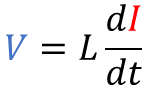 V = L dI/dt